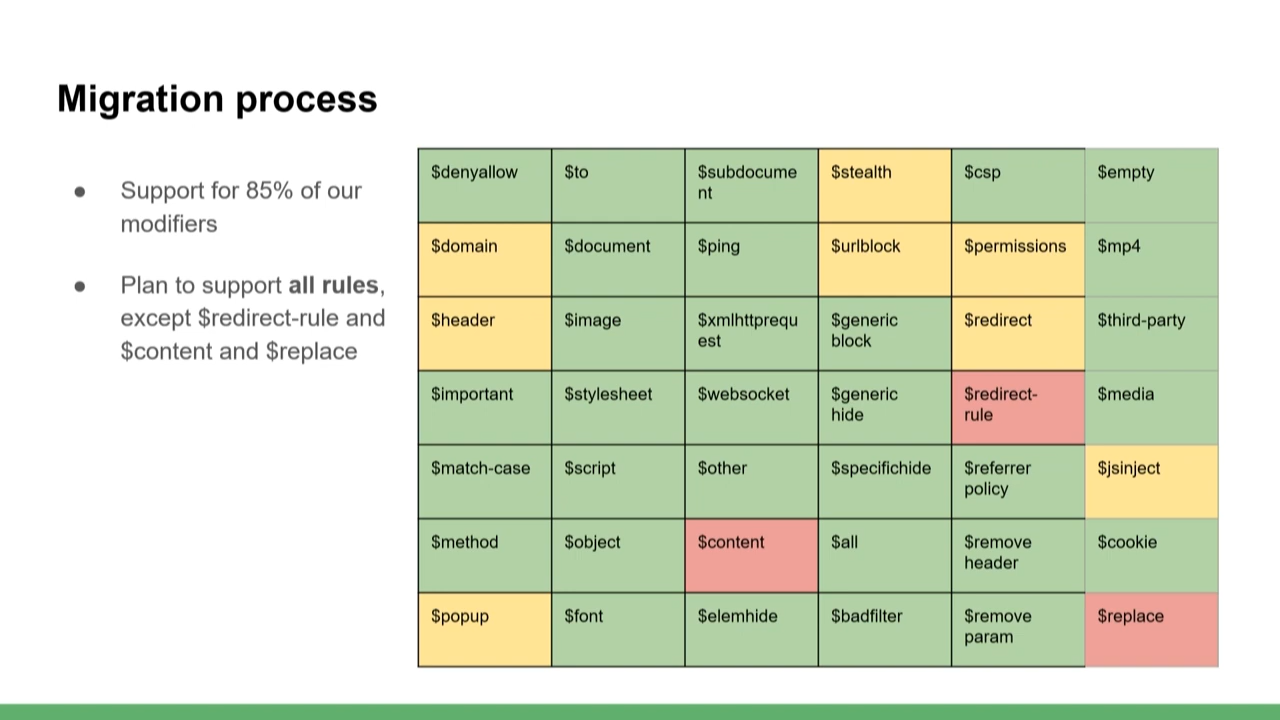 Migration process
● Support for 85% of our
modifiers
● Plan to support all rules,
except $redirect-rule and
$content and $replace
$denyallow $to $subdocume
nt $stealth $csp $empty
$domain $document $ping $urlblock $permissions $mp4
$header $image $xmlhttprequ
est $generic
block $redirect $third-party
$important $stylesheet $websocket $generic
hide $redirect-
rule $media
$match-case $script $other $specifichide $referrer
policy $jsinject
$method $object $content $all $remove
header $cookie
$popup $font $elemhide $badfilter $remove
param $replace